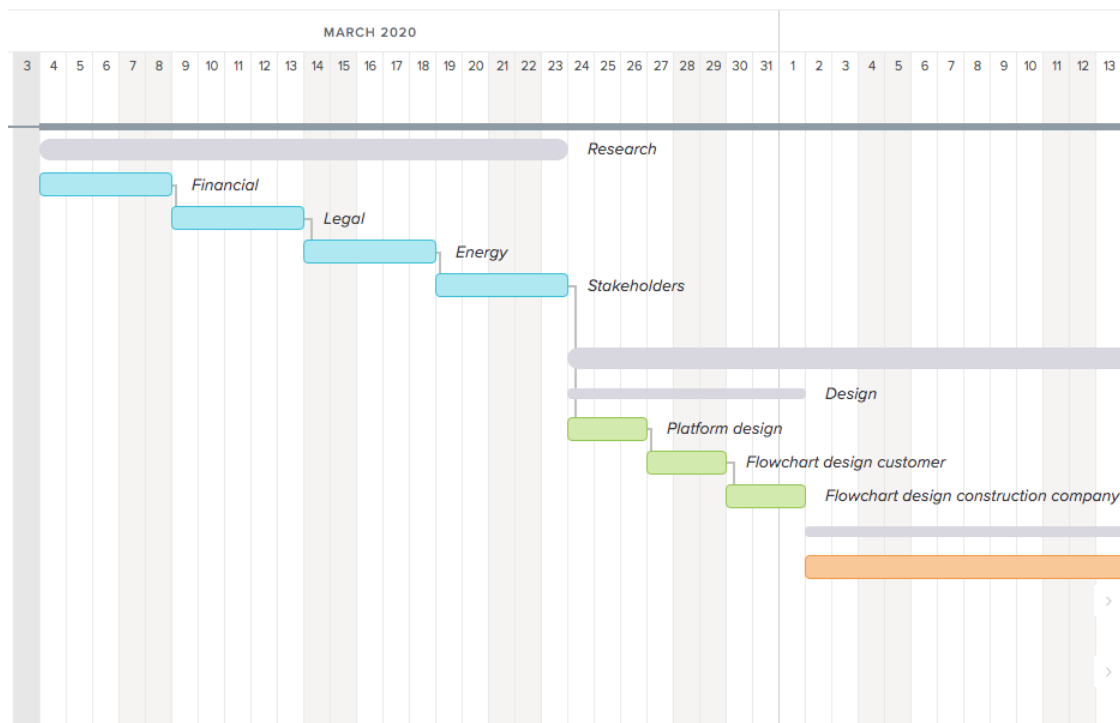 MARCH 2020
3 4 5 6 7 8 9 10 11 12 13 14 15 16 17 18 19 20 21 22 23 24 25 26 27 28 29 30 31 1 2 3 4 5 6 7 8 9 10 11 12 13
Research
Financial
Legal
Energy
Stakeholders
Design
Platform design
Flowchart design customer
Flowchart design construction company